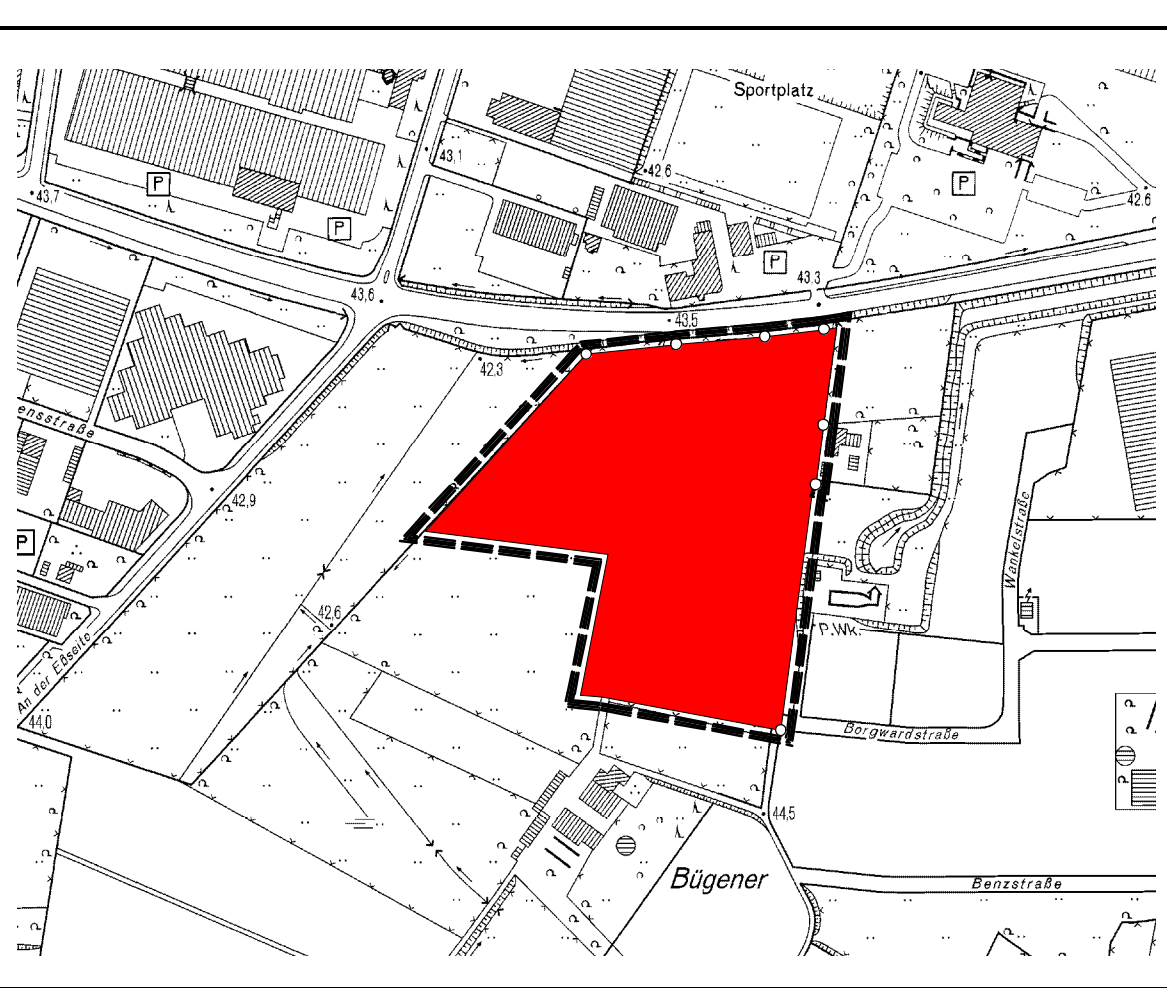 Sportplatz
43,1
42 6
P
P
43,7
P
42,6
P
43,3
43,6
43,5
42,3
ensstraße
42,9
Wankelstraße
P
42,6
P.Wk.
An der Eßseite
44,0
Borgwardstraße
44,5
Bügener
Benzstraße